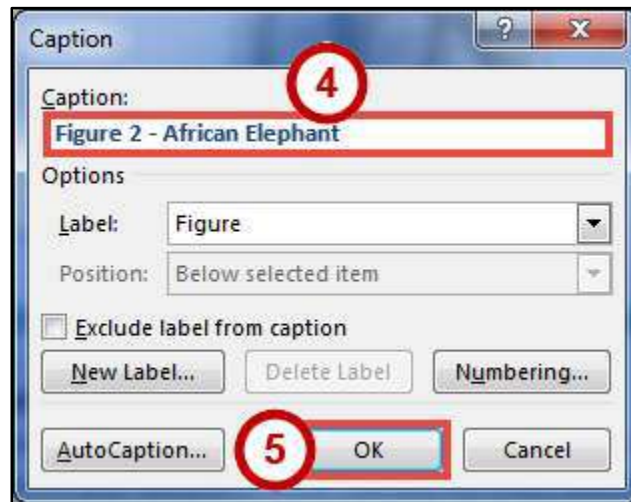 Caption
?
4
Caption:
Figure 2 - African Elephant
Options
Label: Figure
Position: Below selected item
Exclude label from caption
New Label... Delete Label Numbering...
AutoCaption... 5 OK Cancel